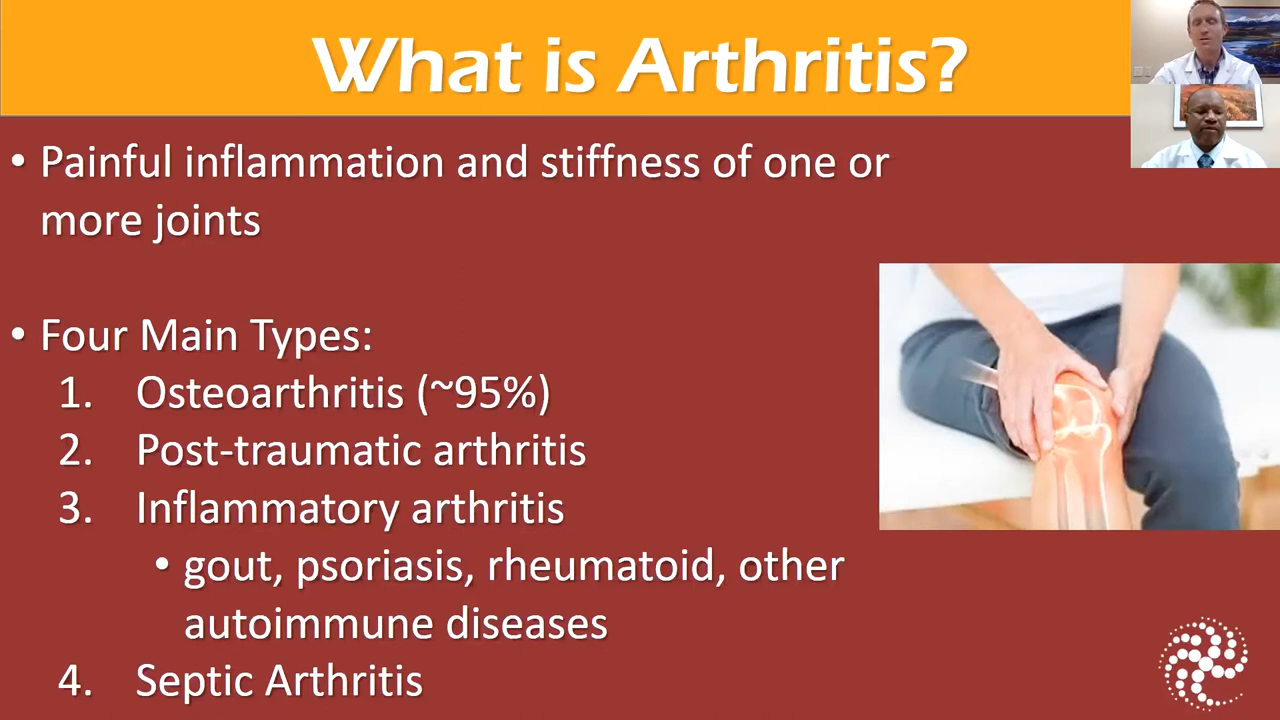 What is Arthritis?
• Painful inflammation and stiffness of one or
more joints
• Four Main Types:
1. Osteoarthritis (~95%)
2. Post-traumatic arthritis
3. Inflammatory arthritis
• gout, psoriasis, rheumatoid, other
autoimmune diseases
4. Septic Arthritis